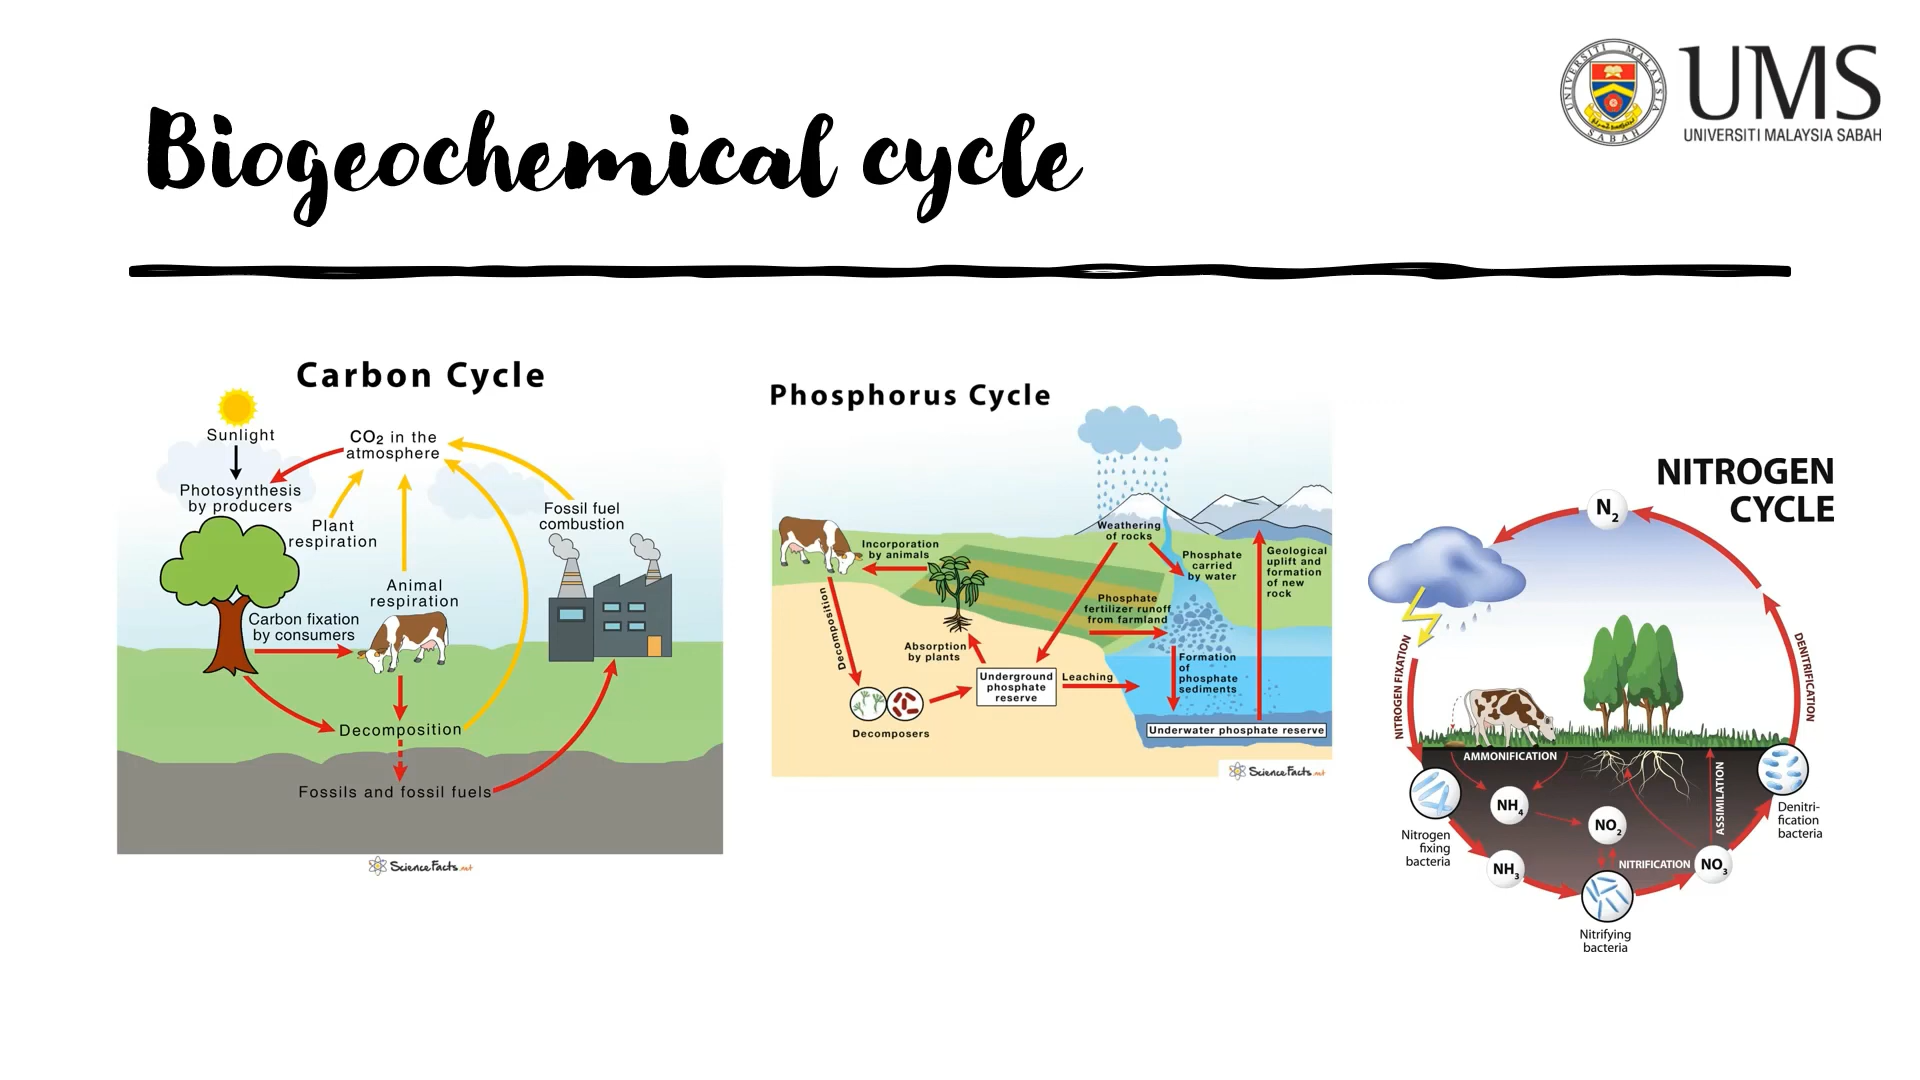 UMS
UNIVERSITI MALAYSIA SABAH
UNIVERSITI MALAYSIA
SABAH
Biogeochemical cycle
Carbon Cycle
Sunlight
CO2 in the
atmosphere
Photosynthesis
by producers
Plant
respiration
Fossil fuel
combustion
Animal
respiration
Carbon fixation
by consumers
Decomposition
Fossils and fossil fuels
ScienceFacts.net
Phosphorus Cycle
Weathering
of rocks
Incorporation
by animals
Phosphate
carried
by water
Geological
uplift and
formation
of new
rock
Decomposition
Phosphate
fertilizer runoff
from farmland
Absorption
by plants
Formation
of
phosphate
sediments
Underground
phosphate
reserve
Leaching
Decomposers
Underwater phosphate reserve
ScienceFacts.net
NITROGEN
CYCLE
N2
NITROGEN FIXATION
DENITRIFICATION
AMMONIFICATION
NH4
NO2
ASSIMILATION
Nitrogen
fixing
bacteria
Denitri-
fication
bacteria
NH3
NITRIFICATION
NO3
Nitrifying
bacteria